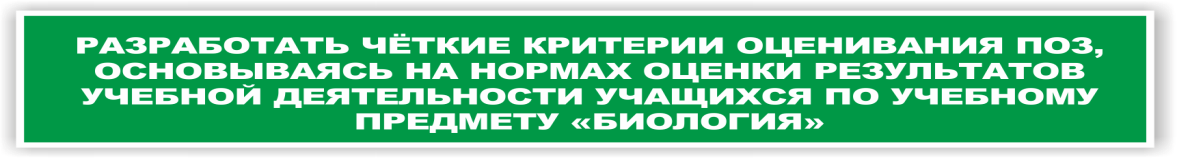 РАЗРАБОТАТЬ ЧЁТКИЕ КРИТЕРИИ ОЦЕНИВАНИЯ ПОЗ,
ОСНОВЫВАЯСЬ НА НОРМАХ ОЦЕНКИ РЕЗУЛЬТАТОВ
УЧЕБНОЙ ДЕЯТЕЛЬНОСТИ УЧАЩИХСЯ ПО УЧЕБНОМУ
ПРЕДМЕТУ «БИОЛОГИЯ»